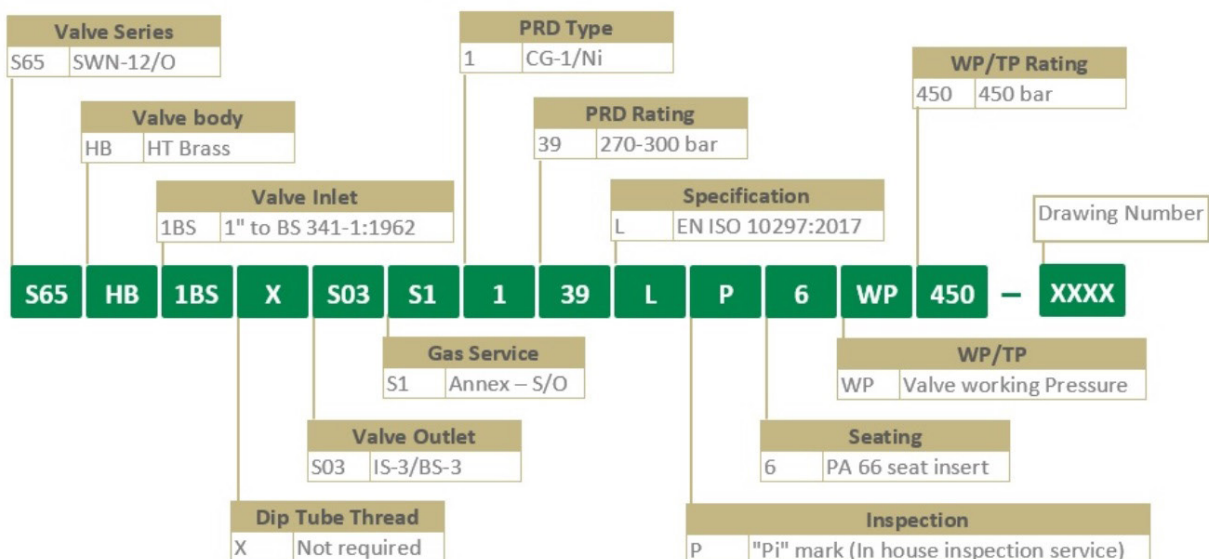 Valve Series
S65 SWN-12/O
PRD Type
1 CG-1/Ni
WP/TP Rating
450 450 bar
Valve body
HB HT Brass
PRD Rating
39 270-300 bar
Valve Inlet
1BS 1" to BS 341-1:1962
Specification
L EN ISO 10297:2017
Drawing Number
S65 HB 1BS X S03 S1 1 39 L P 6 WP 450 – XXXX
Gas Service
S1 Annex – S/O
WP/TP
WP Valve working Pressure
Valve Outlet
S03 IS-3/BS-3
Seating
6 PA 66 seat insert
Dip Tube Thread
X Not required
Inspection
P "Pi" mark (In house inspection service)